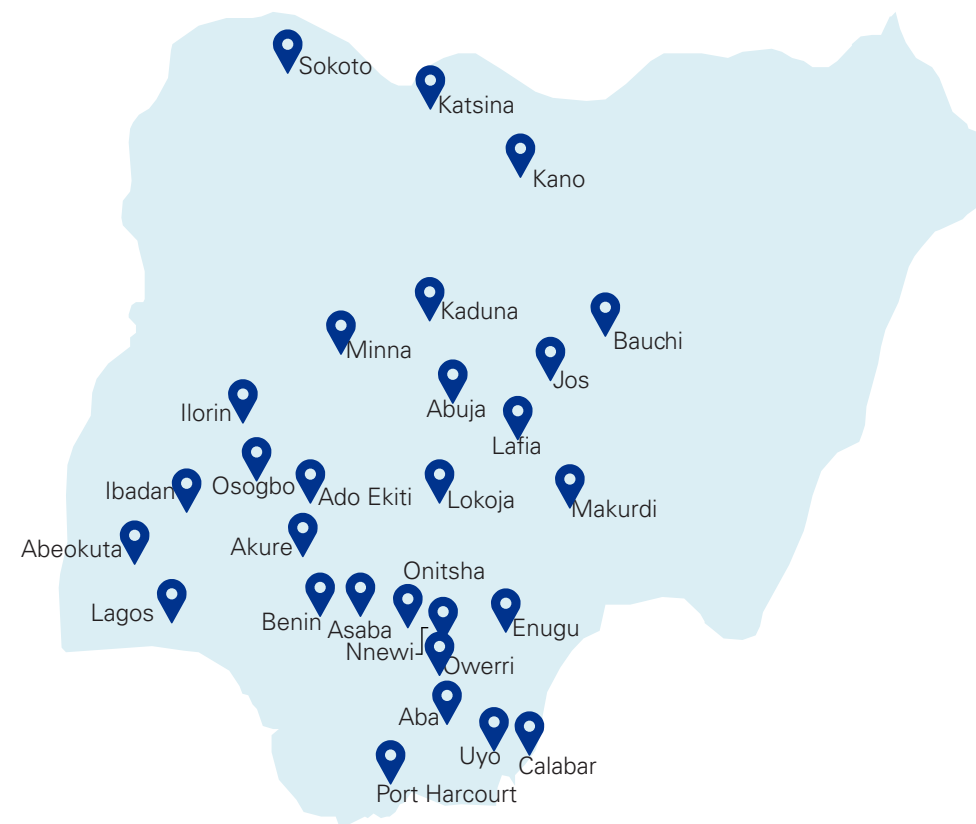 Sokoto
Katsina
Kano
Kaduna
Bauchi
Minna
Jos
Abuja
Ilorin
Lafia
Osogbo
Ibadan
Ado Ekiti
Lokoja
Makurdi
Abeokuta
Akure
Onitsha
Lagos
Benin
Asaba
Enugu
Nnewi
Owerri
Aba
Uyo
Calabar
Port Harcourt